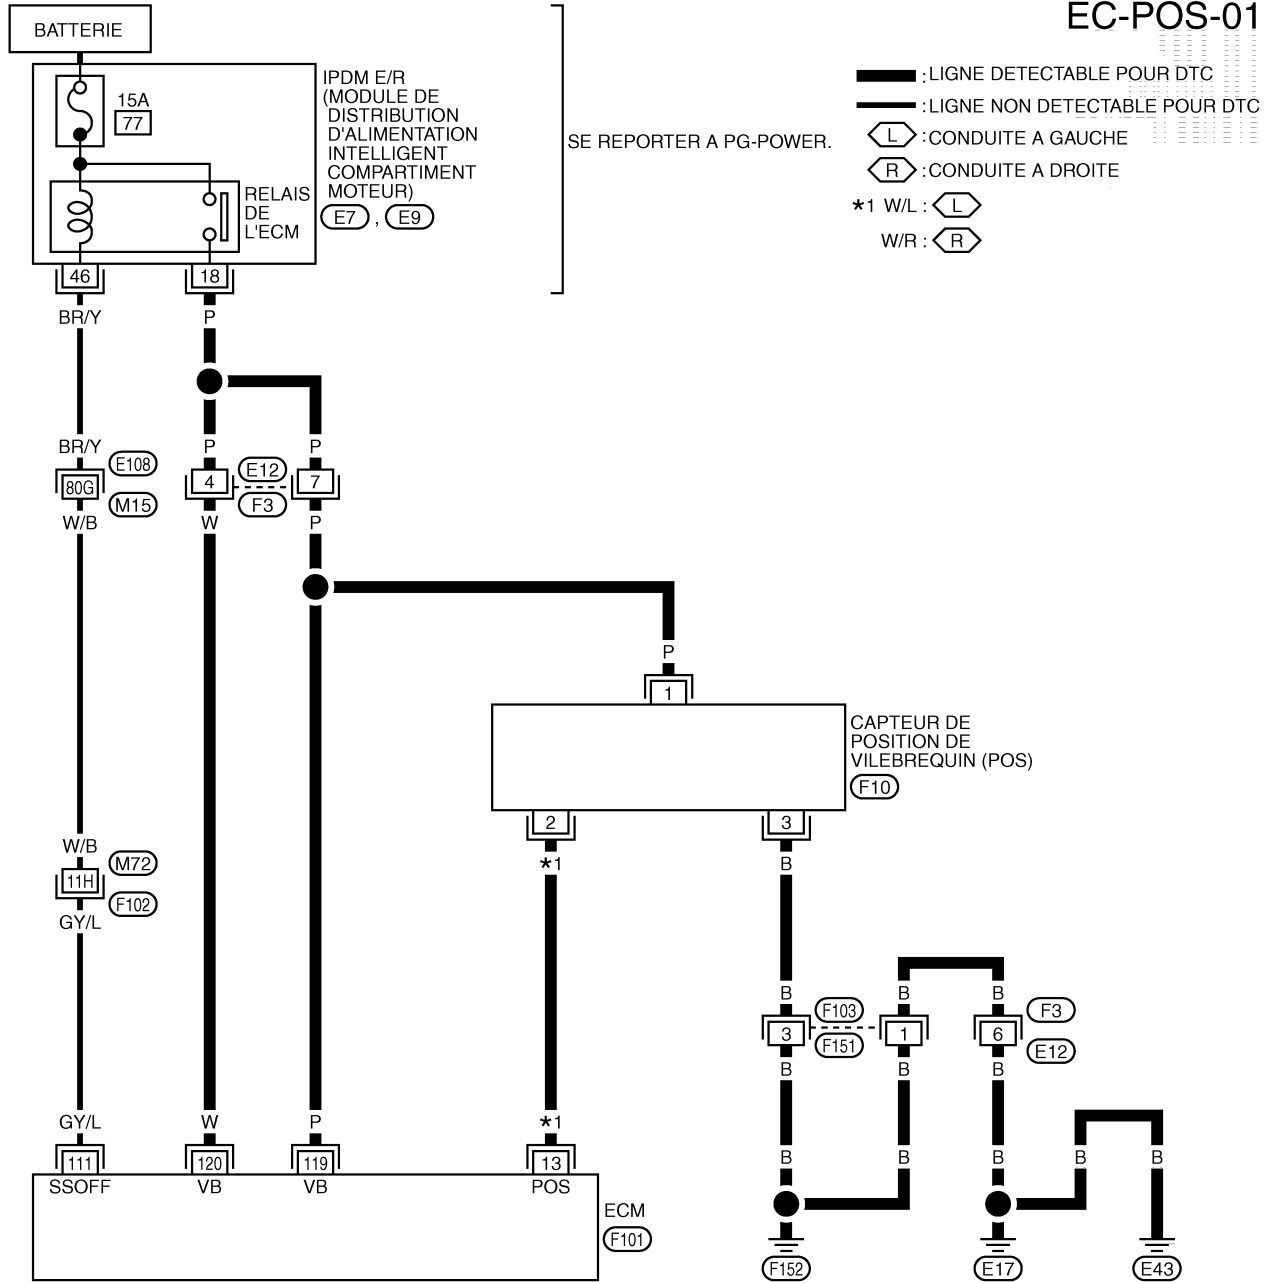 EC-POS-01
BATTERIE
15A
77
IPDM E/R
(MODULE DE
DISTRIBUTION
D'ALIMENTATION
INTELLIGENT
COMPARTIMENT
MOTEUR)
E7 , E9
RELAIS
DE
L'ECM
SE REPORTER A PG-POWER.
:LIGNE DETECTABLE POUR DTC
:LIGNE NON DETECTABLE POUR DTC
L :CONDUITE A GAUCHE
R :CONDUITE A DROITE
*1 W/L : L
W/R : R
46 18
BR/Y P
BR/Y P P
E108 E12
80G 4 7
M15 F3
W/B W P
P
1
CAPTEUR DE
POSITION DE
VILEBREQUIN (POS)
F10
2 3
W/B *1 B
M72
11H
F102
GY/L
B B B
F103 F3
3 1 6
F151 E12
B B B
GY/L W P *1
B B B B B
111 120 119 13
SSOFF VB VB POS
ECM
F101
F152 E17 E43